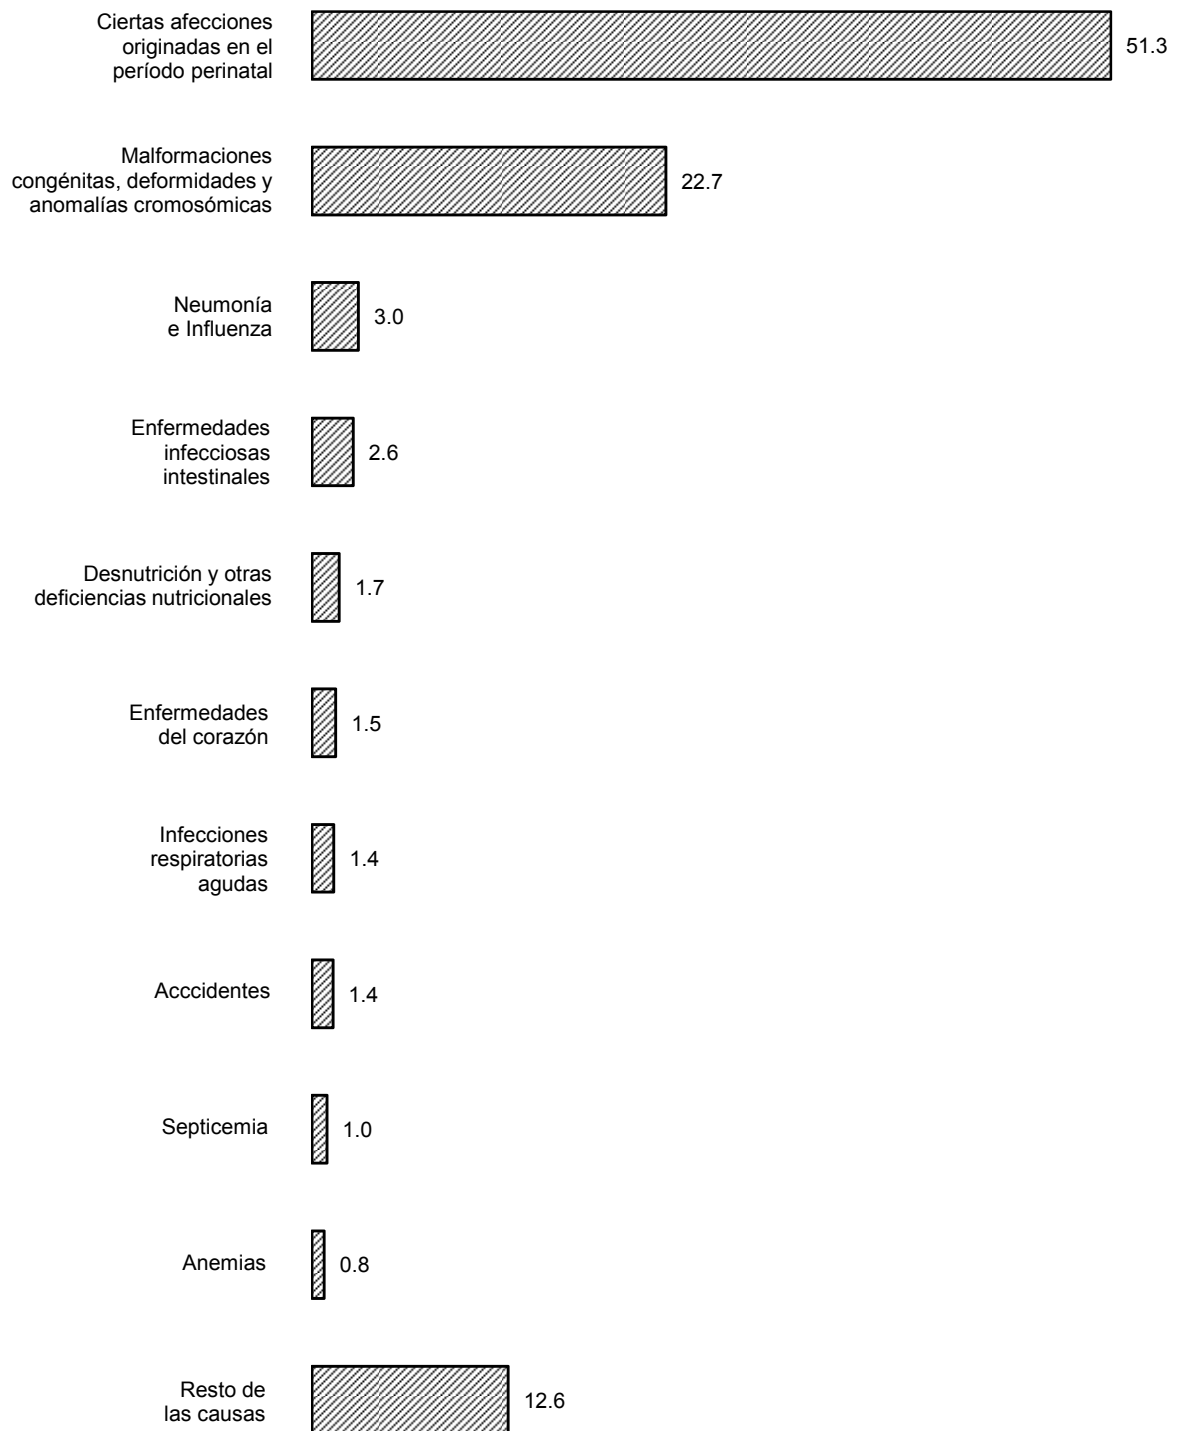 Ciertas afecciones
originadas en el
período perinatal
51.3
Malformaciones
congénitas, deformidades y
anomalías cromosómicas
22.7
Neumonía
e Influenza
3.0
Enfermedades
infecciosas
intestinales
2.6
Desnutrición y otras
deficiencias nutricionales
1.7
Enfermedades
del corazón
1.5
Infecciones
respiratorias
agudas
1.4
Acccidentes
1.4
Septicemia
1.0
Anemias
0.8
Resto de
las causas
12.6